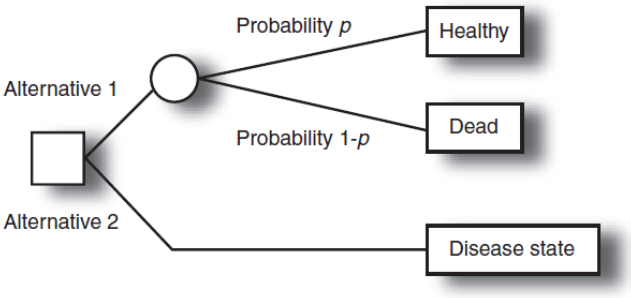 Probability p
Healthy
Alternative 1
Dead
Probability 1-p
Alternative 2
Disease state